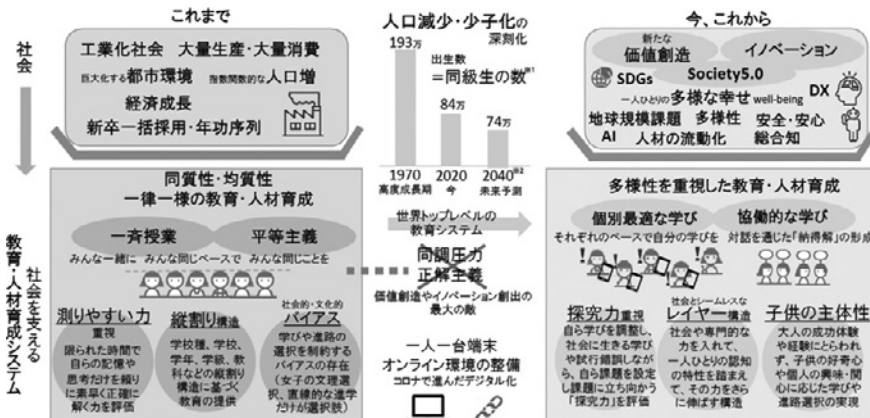 これまで
社会
工業化社会 大量生産・大量消費
巨大化する都市環境 指数関数的な人口増
経済成長
新卒一括採用・年功序列
人口減少・少子化の
深刻化
193万
出生数
=同級生の数※1
84万
74万
1970 2020 2040※2
高度成長期 今 未来予測
今、これから
新たな
価値創造
イノベーション
SDGs
Society5.0
一人ひとりの多様な幸せ well-being
DX
地球規模課題 多様性 安全・安心
AI 人材の流動化 総合知
社会を支える
教育・人材育成システム
同質性・均質性
一律一様の教育・人材育成
一斉授業 平等主義
みんな一緒に みんな同じペースで みんな同じことを
測りやすい力
重視
限られた時間で
自らの記憶や
思考だけを頼り
に素早く正確に
解く力を評価
縦割り構造
学校種、学校、
学年、学級、教
科などの縦割り
構造に基づく
教育の提供
社会的・文化的
バイアス
学びや進路の
選択を制約する
バイアスの存在
(女子の文理選
択、直線的な進学
だけが選択肢)
世界トップレベルの
教育システム
同調圧力
正解主義
価値創造やイノベーション創出の
最大の敵
一人一台端末
オンライン環境の整備
コロナで進んだデジタル化
多様性を重視した教育・人材育成
個別最適な学び
協働的な学び
それぞれのペースで自分の学びを
対話を通じた「納得解」の形成
探究力重視
自ら学びを調整し、
社会に生きる学び
や試行錯誤しなが
ら、自ら課題を設定
し課題に立ち向かう
「探究力」を評価
社会とシームレスな
レイヤー構造
社会や専門的な
力を入れて、
一人ひとりの認知
の特性を踏まえ
て、その力をさら
に伸ばす構造
子供の主体性
大人の成功体験
や経験にとらわれ
ず、子供の好奇心
や個人の興味・関
心に応じた学びや
進路選択の実現